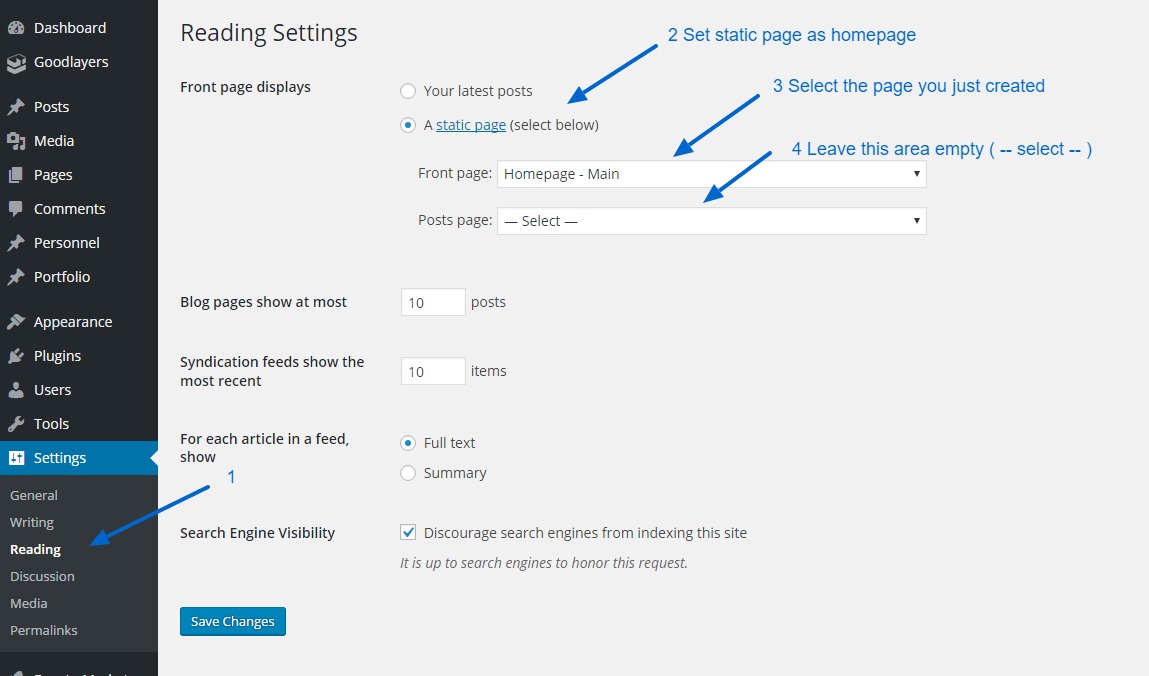 Dashboard
Goodlayers
Posts
Media
Pages
Comments
Personnel
Portfolio
Appearance
Plugins
Users
Tools
Settings
General
Writing
Reading
Discussion
Media
Permalinks
Reading Settings
2 Set static page as homepage
Front page displays
Your latest posts
3 Select the page you just created
A static page (select below)
4 Leave this area empty ( -- select -- )
Front page: Homepage - Main
Posts page: — Select —
Blog pages show at most 10 posts
Syndication feeds show the
most recent
10 items
For each article in a feed,
show
Full text
Summary
1
Search Engine Visibility
Discourage search engines from indexing this site
It is up to search engines to honor this request.
Save Changes